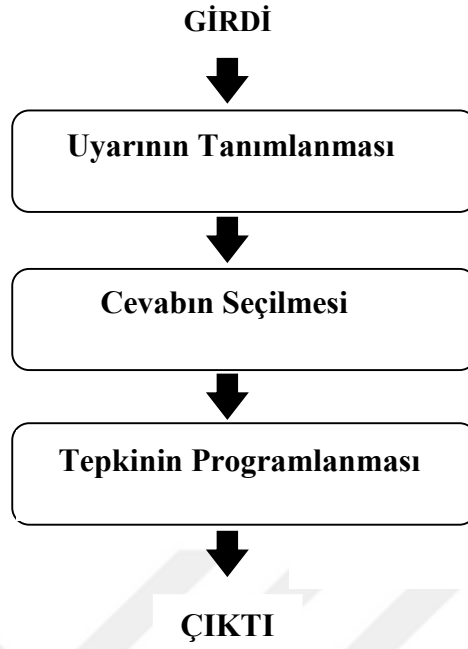 GİRDİ
Uyarının Tanımlanması
Cevabın Seçilmesi
Tepkinin Programlanması
ÇIKTI